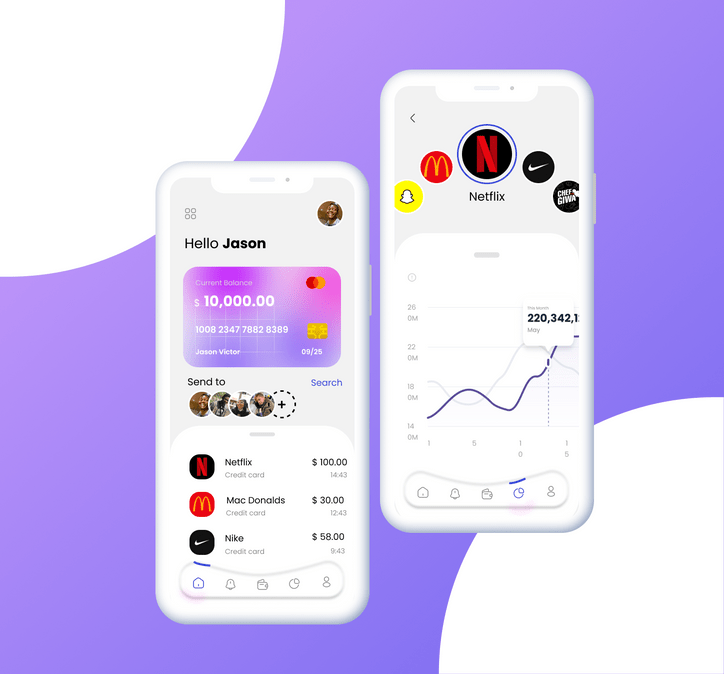 Hello Jason
Current Balance
$ 10,000.00
1008 2347 7882 8389
Jason Victor
09/25
Send to
Search
+
Netflix
$ 100.00
Credit card
14:43
Mac Donalds
$ 30.00
Credit card
12:43
Nike
$ 58.00
Credit card
9:43
N
CHEF
GIWA
Netflix
26
0M
This Month
220,342,1
May
22
0M
18
0M
14
0M
1
5
1
0
1
5